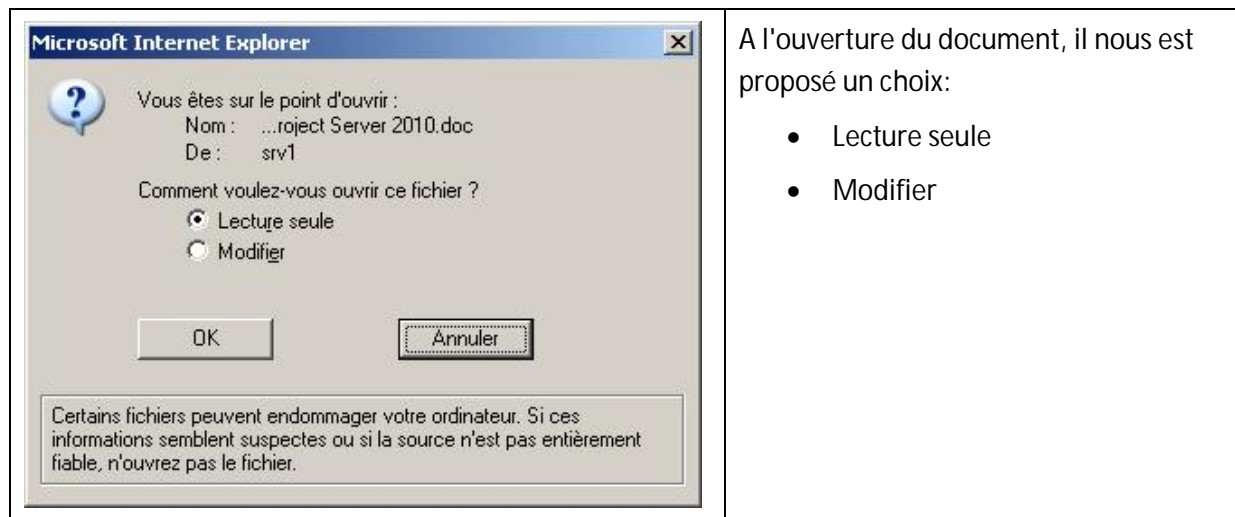 Microsoft Internet Explorer
Vous êtes sur le point d'ouvrir :
Nom : ...roject Server 2010.doc
De : srv1
Comment voulez-vous ouvrir ce fichier ?
Lecture seule
Modifier
OK
Annuler
Certains fichiers peuvent endommager votre ordinateur. Si ces
informations semblent suspectes ou si la source n'est pas entièrement
fiable, n'ouvrez pas le fichier.
A l'ouverture du document, il nous est
proposé un choix:
• Lecture seule
• Modifier